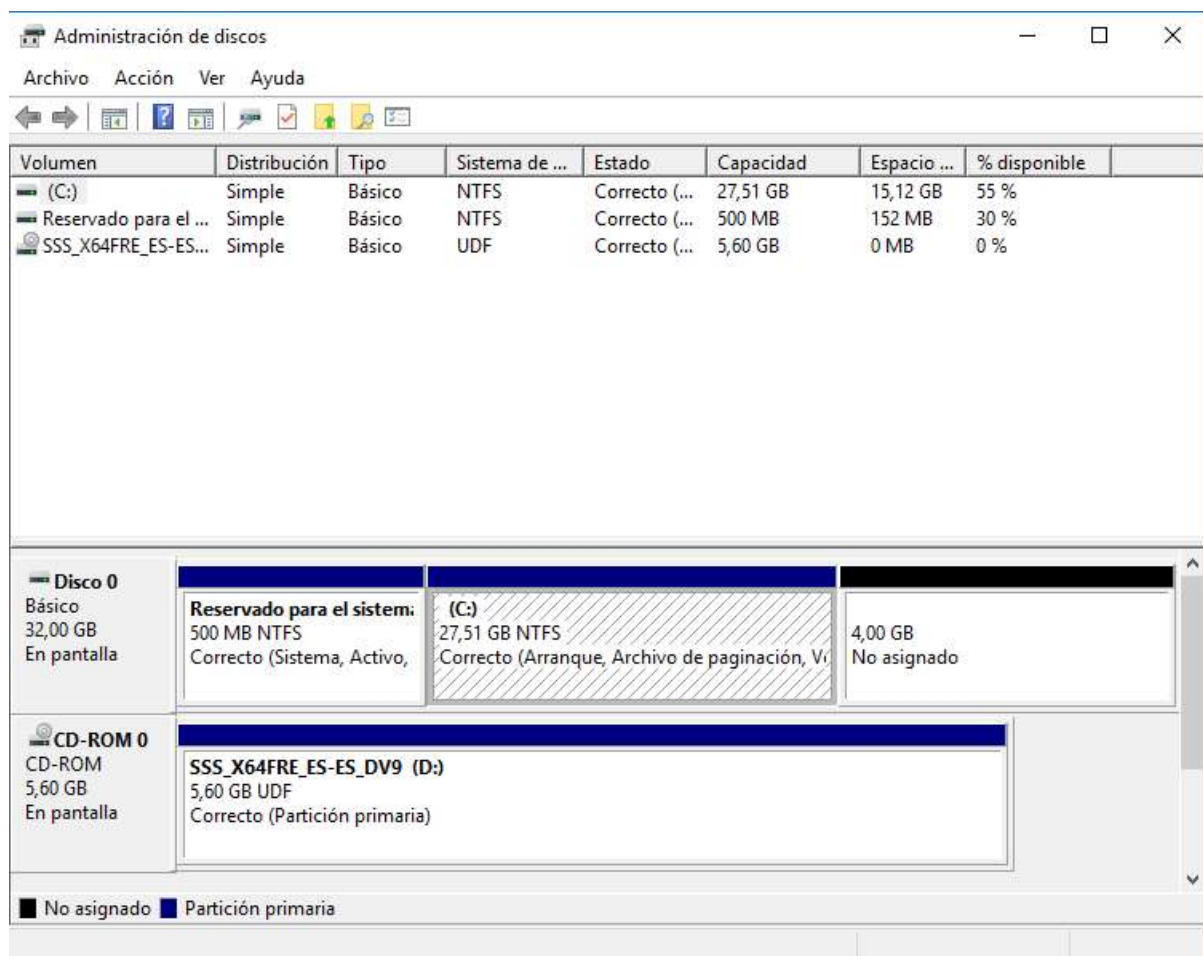 Administración de discos
Archivo Acción Ver Ayuda
Volumen Distribución Tipo Sistema de ... Estado Capacidad Espacio ... % disponible
(C:) Simple Básico NTFS Correcto (... 27,51 GB 15,12 GB 55 %
Reservado para el ... Simple Básico NTFS Correcto (... 500 MB 152 MB 30 %
SSS_X64FRE_ES-ES... Simple Básico UDF Correcto (... 5,60 GB 0 MB 0 %
Disco 0
Básico
32,00 GB
En pantalla
Reservado para el sistema
500 MB NTFS
Correcto (Sistema, Activo,
(C:)
27,51 GB NTFS
Correcto (Arranque, Archivo de paginación, Vo
4,00 GB
No asignado
CD-ROM 0
CD-ROM
5,60 GB
En pantalla
SSS_X64FRE_ES-ES_DV9 (D:)
5,60 GB UDF
Correcto (Partición primaria)
No asignado Partición primaria